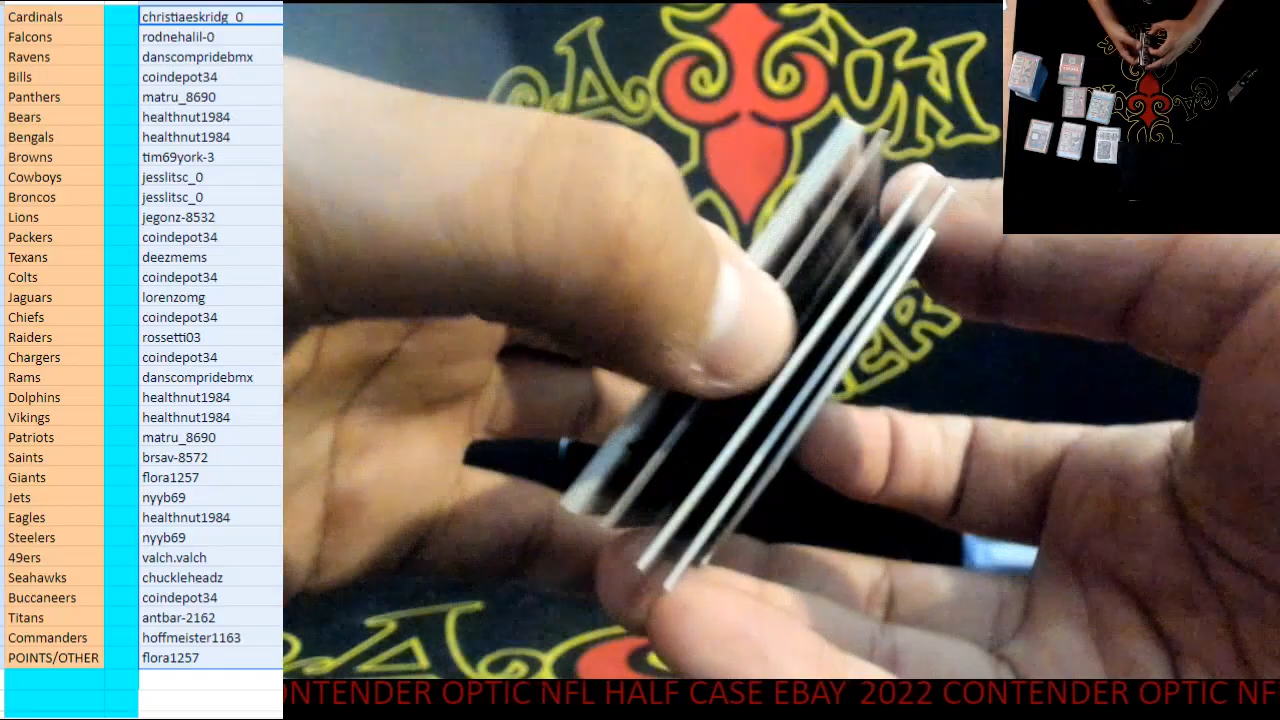 Cardinals christiaeskridg_0
Falcons rodnehalil-0
Ravens danscompridebmx
Bills coindepot34
Panthers matru_8690
Bears healthnut1984
Bengals healthnut1984
Browns tim69york-3
Cowboys jesslitsc_0
Broncos jesslitsc_0
Lions jegonz-8532
Packers coindepot34
Texans deezmems
Colts coindepot34
Jaguars lorenzomg
Chiefs coindepot34
Raiders rossetti03
Chargers coindepot34
Rams danscompridebmx
Dolphins healthnut1984
Vikings healthnut1984
Patriots matru_8690
Saints brsav-8572
Giants flora1257
Jets nyyb69
Eagles healthnut1984
Steelers nyyb69
49ers valch.valch
Seahawks chuckleheadz
Buccaneers coindepot34
Titans antbar-2162
Commanders hoffmeister1163
POINTS/OTHER flora1257
ONTENDER OPTIC NFL HALF CASE EBAY 2022 CONTENDER OPTIC NF